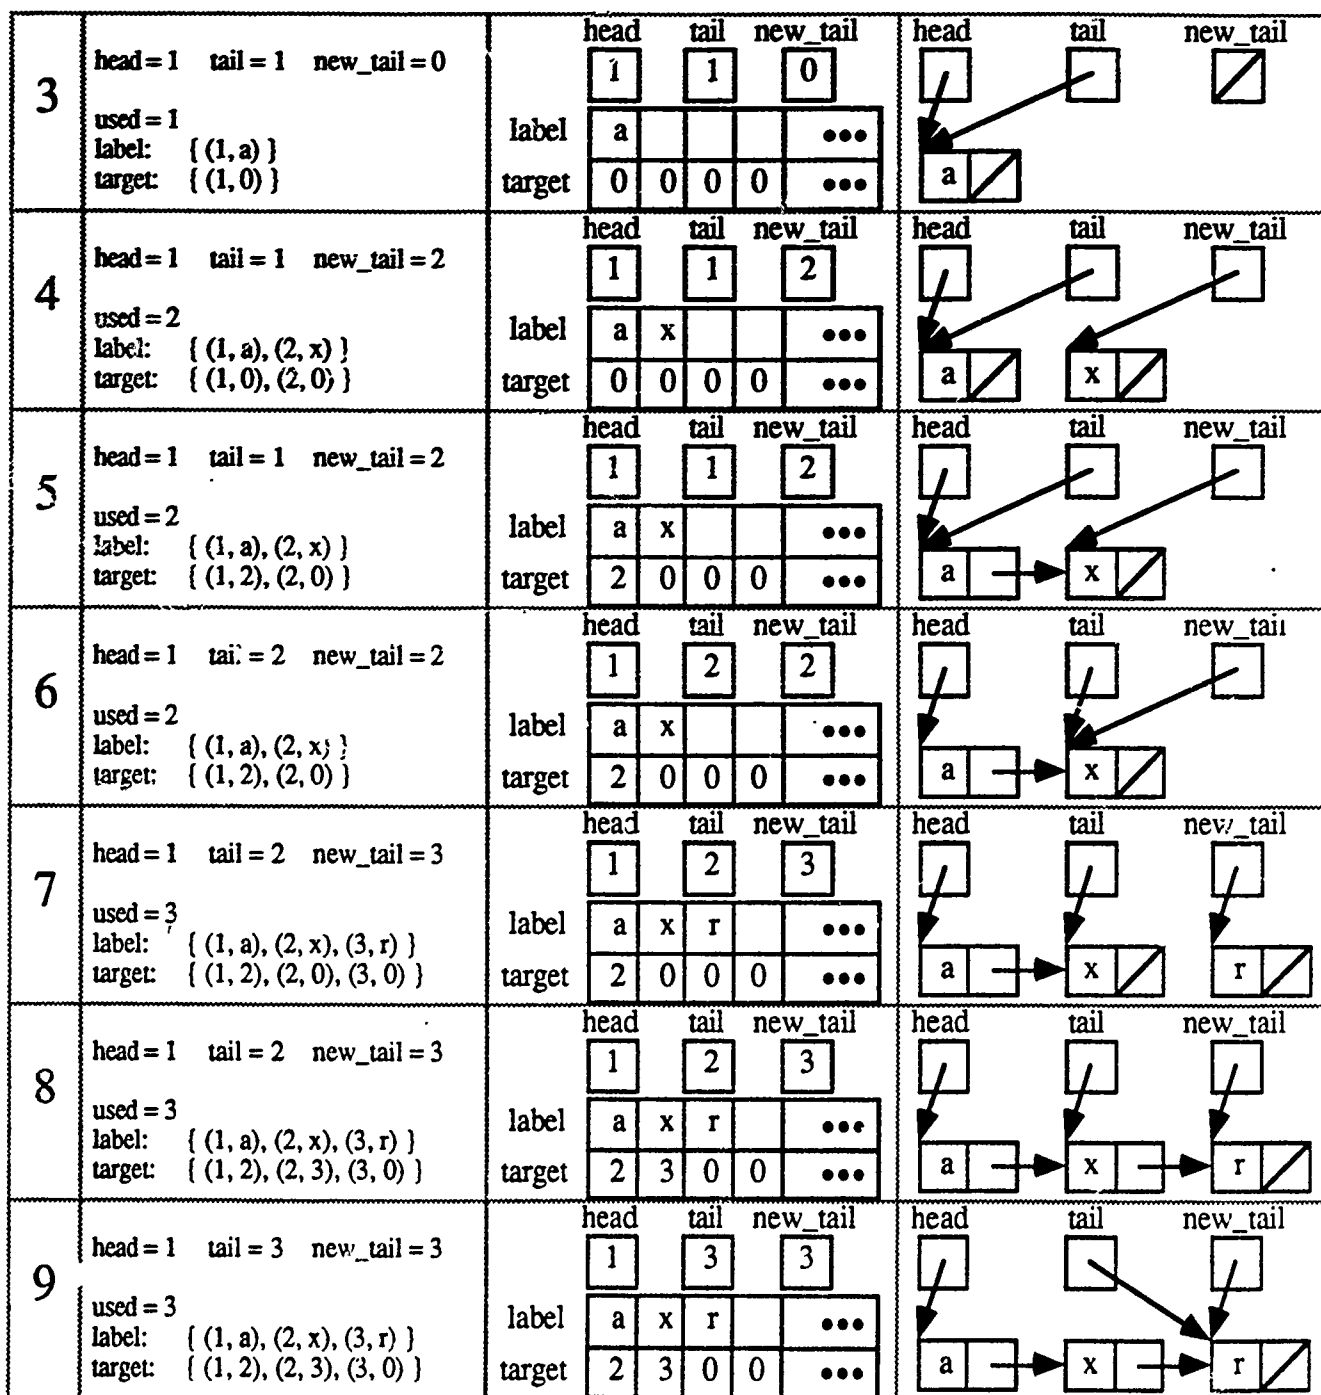 head tail new_tail head tail new_tail
3
head = 1 tail = 1 new_tail = 0
1 1 0
used = 1
label a •••
label: { (1, a) }
target: { (1, 0) }
target 0 0 0 0 •••
a
head tail new_tail head tail new_tail
4
head = 1 tail = 1 new_tail = 2
1 1 2
used = 2
label a x •••
label: { (1, a), (2, x) }
target: { (1, 0), (2, 0) }
target 0 0 0 0 •••
a x
head tail new_tail head tail new_tail
5
head = 1 tail = 1 new_tail = 2
1 1 2
used = 2
label a x •••
label: { (1, a), (2, x) }
target: { (1, 2), (2, 0) }
target 2 0 0 0 •••
a x
head tail new_tail head tail new_tail
6
head = 1 tail = 2 new_tail = 2
1 2 2
used = 2
label a x •••
label: { (1, a), (2, x) }
target: { (1, 2), (2, 0) }
target 2 0 0 0 •••
a x
head tail new_tail head tail new_tail
7
head = 1 tail = 2 new_tail = 3
1 2 3
used = 3
label a x r •••
label: { (1, a), (2, x), (3, r) }
target: { (1, 2), (2, 0), (3, 0) }
target 2 0 0 0 •••
a x r
head tail new_tail head tail new_tail
8
head = 1 tail = 2 new_tail = 3
1 2 3
used = 3
label a x r •••
label: { (1, a), (2, x), (3, r) }
target: { (1, 2), (2, 3), (3, 0) }
target 2 3 0 0 •••
a x r
head tail new_tail head tail new_tail
9
head = 1 tail = 3 new_tail = 3
1 3 3
used = 3
label a x r •••
label: { (1, a), (2, x), (3, r) }
target: { (1, 2), (2, 3), (3, 0) }
target 2 3 0 0 •••
a x r